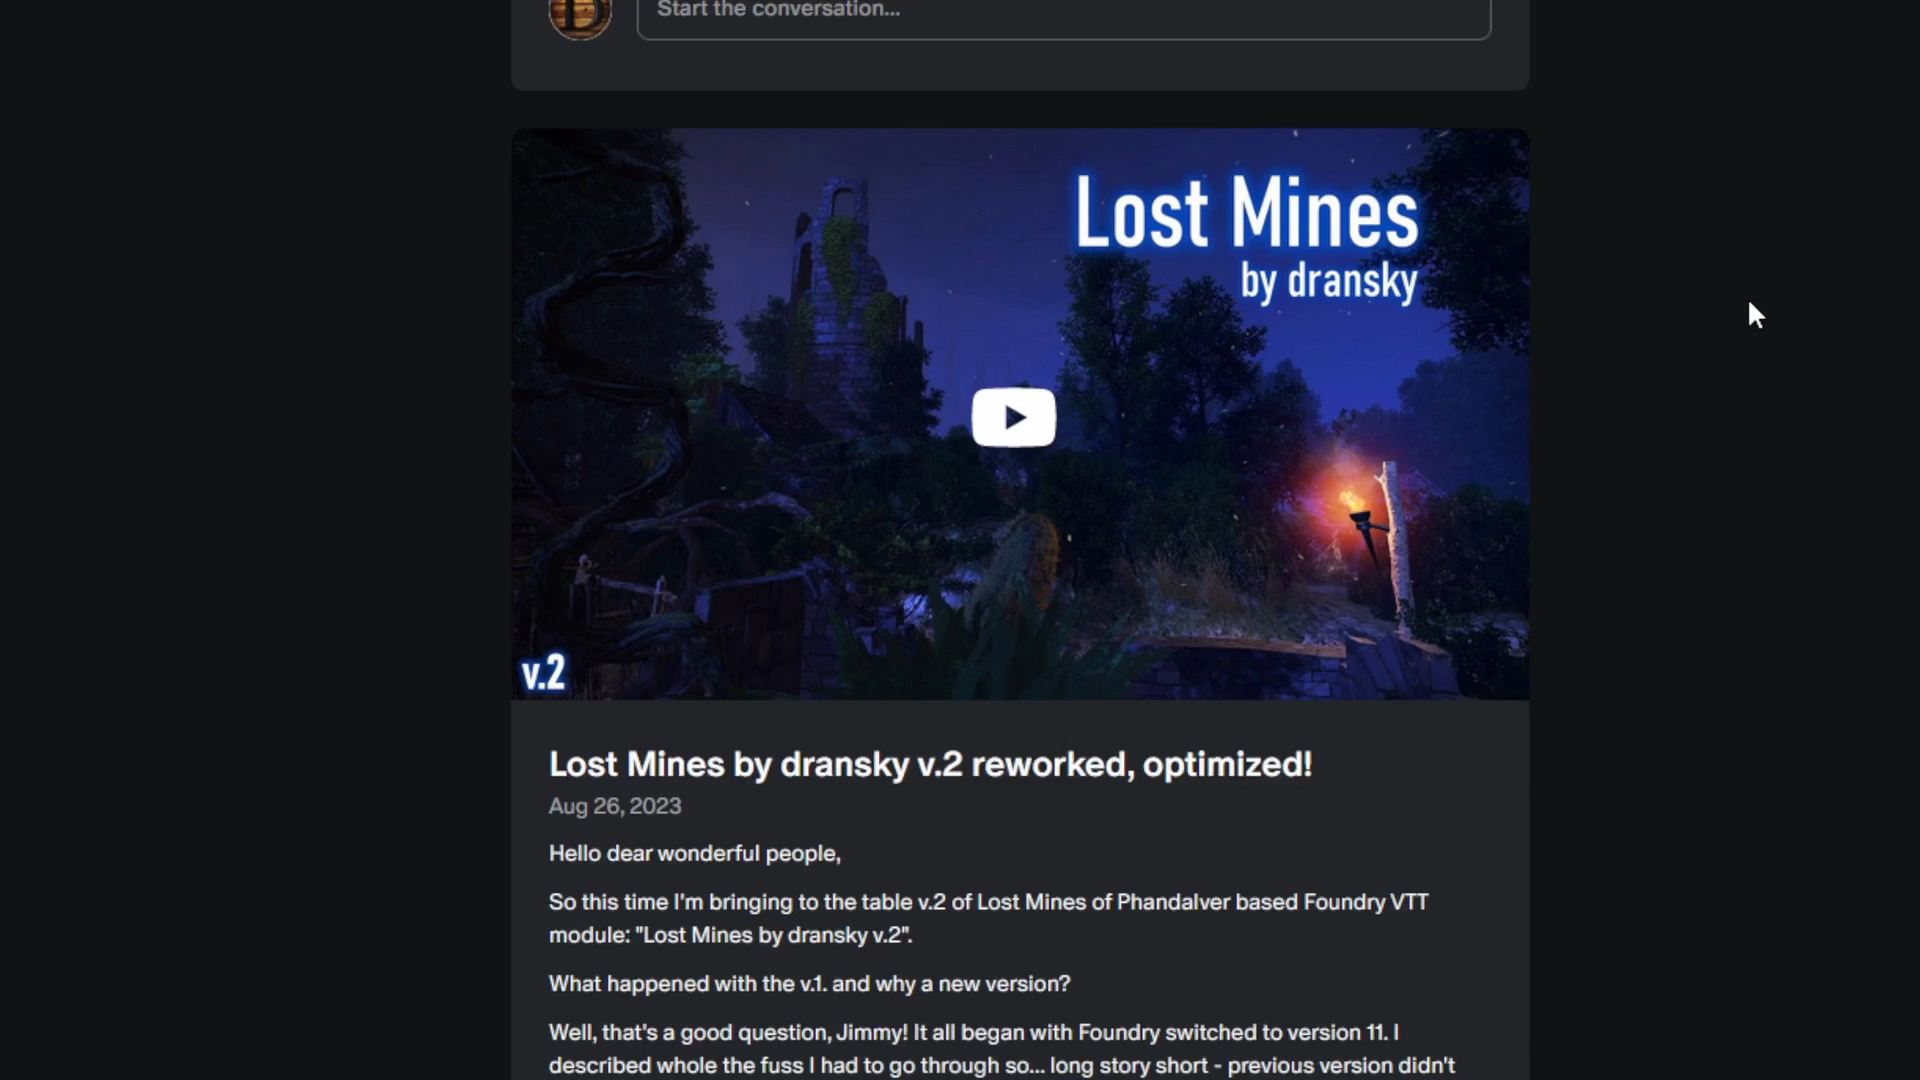 Start the conversation...
Lost Mines
by dransky
v.2
Lost Mines by dransky v.2 reworked, optimized!
Aug 26, 2023
Hello dear wonderful people,
So this time I'm bringing to the table v.2 of Lost Mines of Phandalver based Foundry VTT
module: "Lost Mines by dransky v.2".
What happened with the v.1. and why a new version?
Well, that's a good question, Jimmy! It all began with Foundry switched to version 11. I
described whole the fuss I had to go through so... long story short - previous version didn't